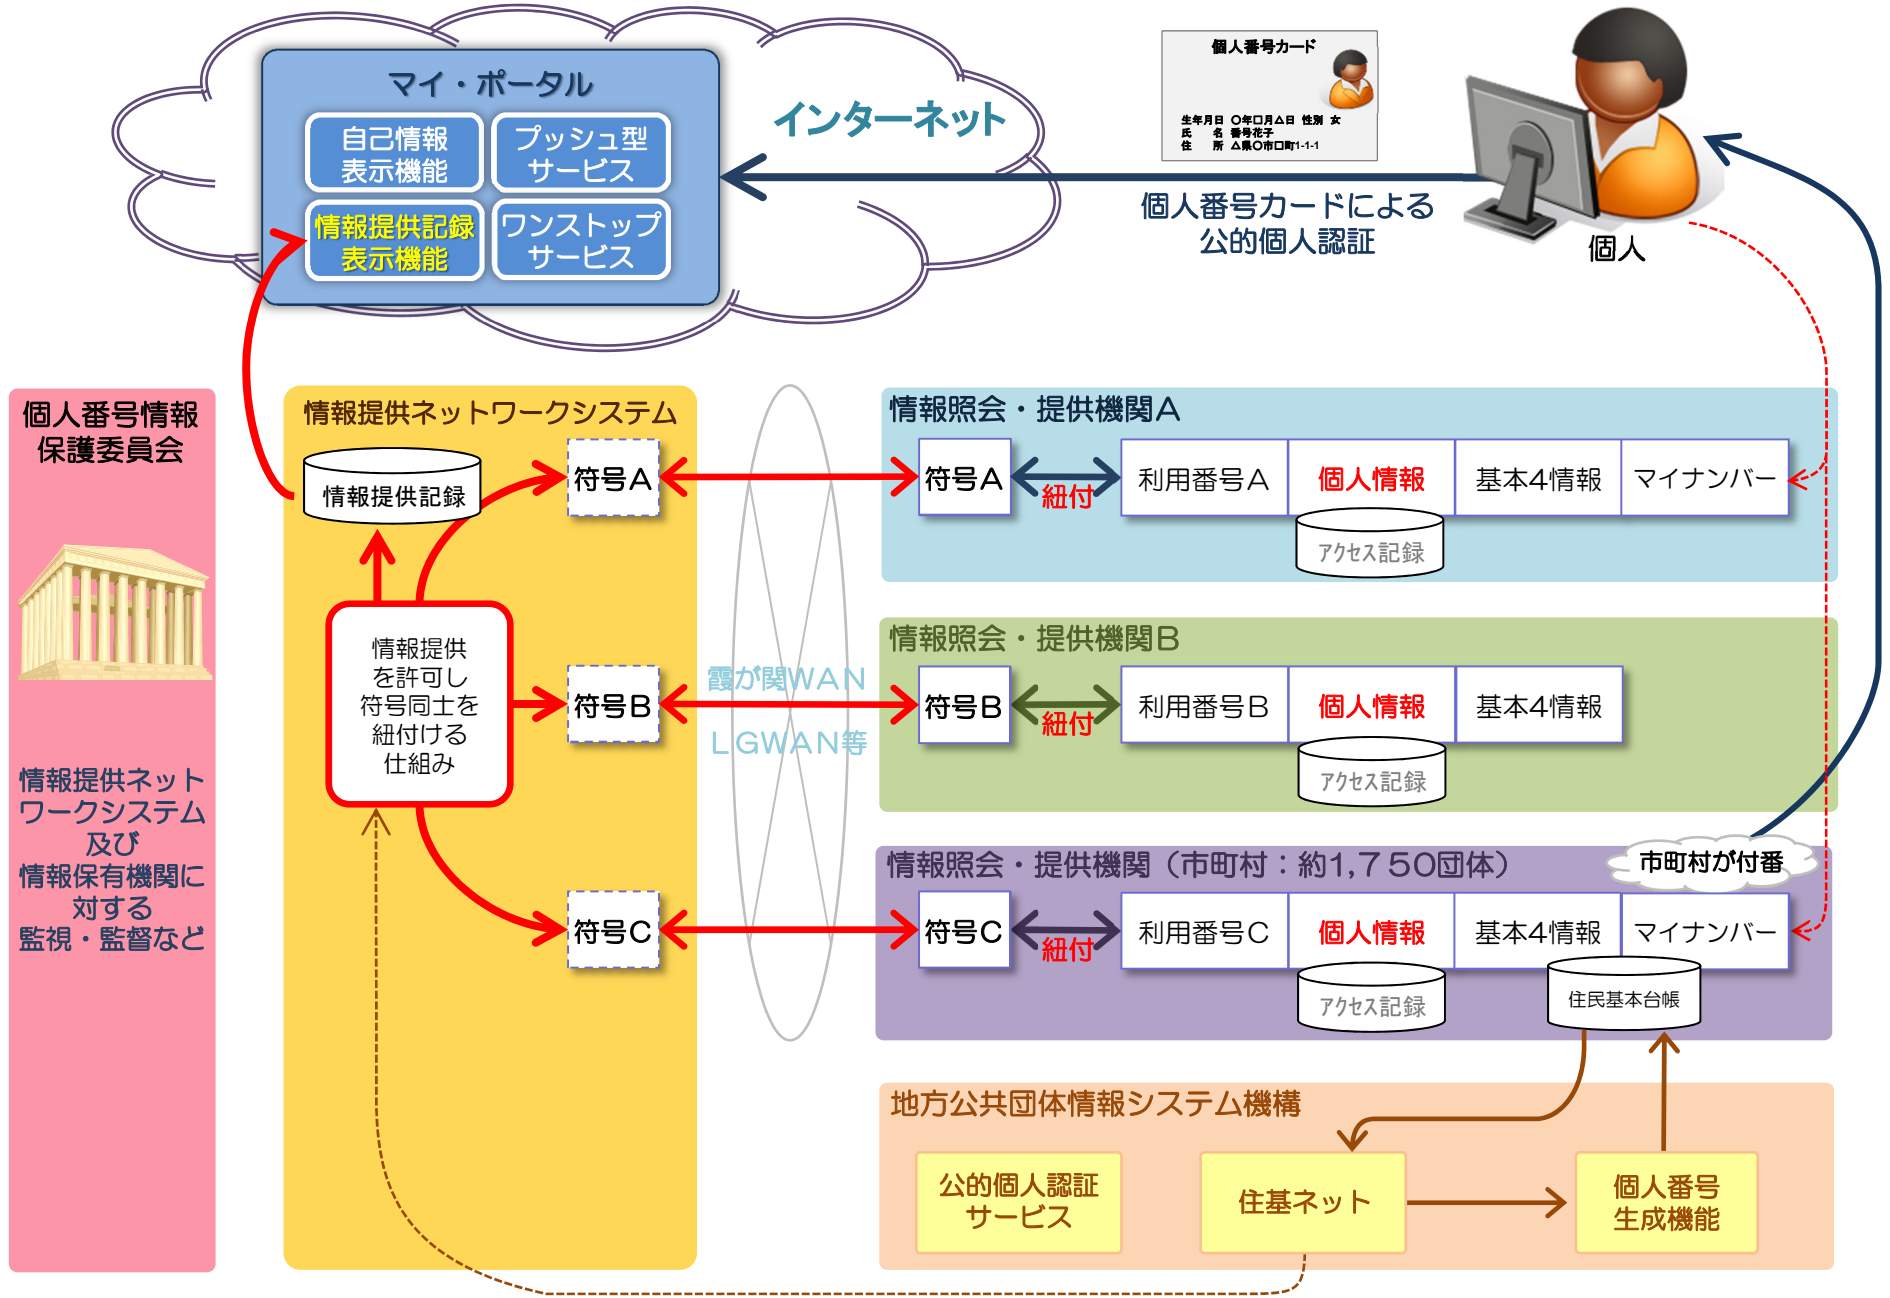 マイ・ポータル
自己情報
表示機能
プッシュ型
サービス
情報提供記録
表示機能
ワンストップ
サービス
インターネット
個人番号カード
生年月日 〇年□月△日 性別 女
氏 名 番号花子
住 所 △県〇市□町1-1-1
個人番号カードによる
公的個人認証
個人
個人番号情報
保護委員会
情報提供ネット
ワークシステム
及び
情報保有機関に
対する
監視・監督など
情報提供ネットワークシステム
情報提供記録
情報提供
を許可し
符号同士を
紐付ける
仕組み
符号A
符号B
符号C
霞が関WAN
LGWAN等
情報照会・提供機関A
符号A
紐付
利用番号A
個人情報
基本4情報
マイナンバー
アクセス記録
情報照会・提供機関B
符号B
紐付
利用番号B
個人情報
基本4情報
アクセス記録
情報照会・提供機関（市町村：約1,750団体）
市町村が付番
符号C
紐付
利用番号C
個人情報
基本4情報
マイナンバー
アクセス記録
住民基本台帳
地方公共団体情報システム機構
公的個人認証
サービス
住基ネット
個人番号
生成機能